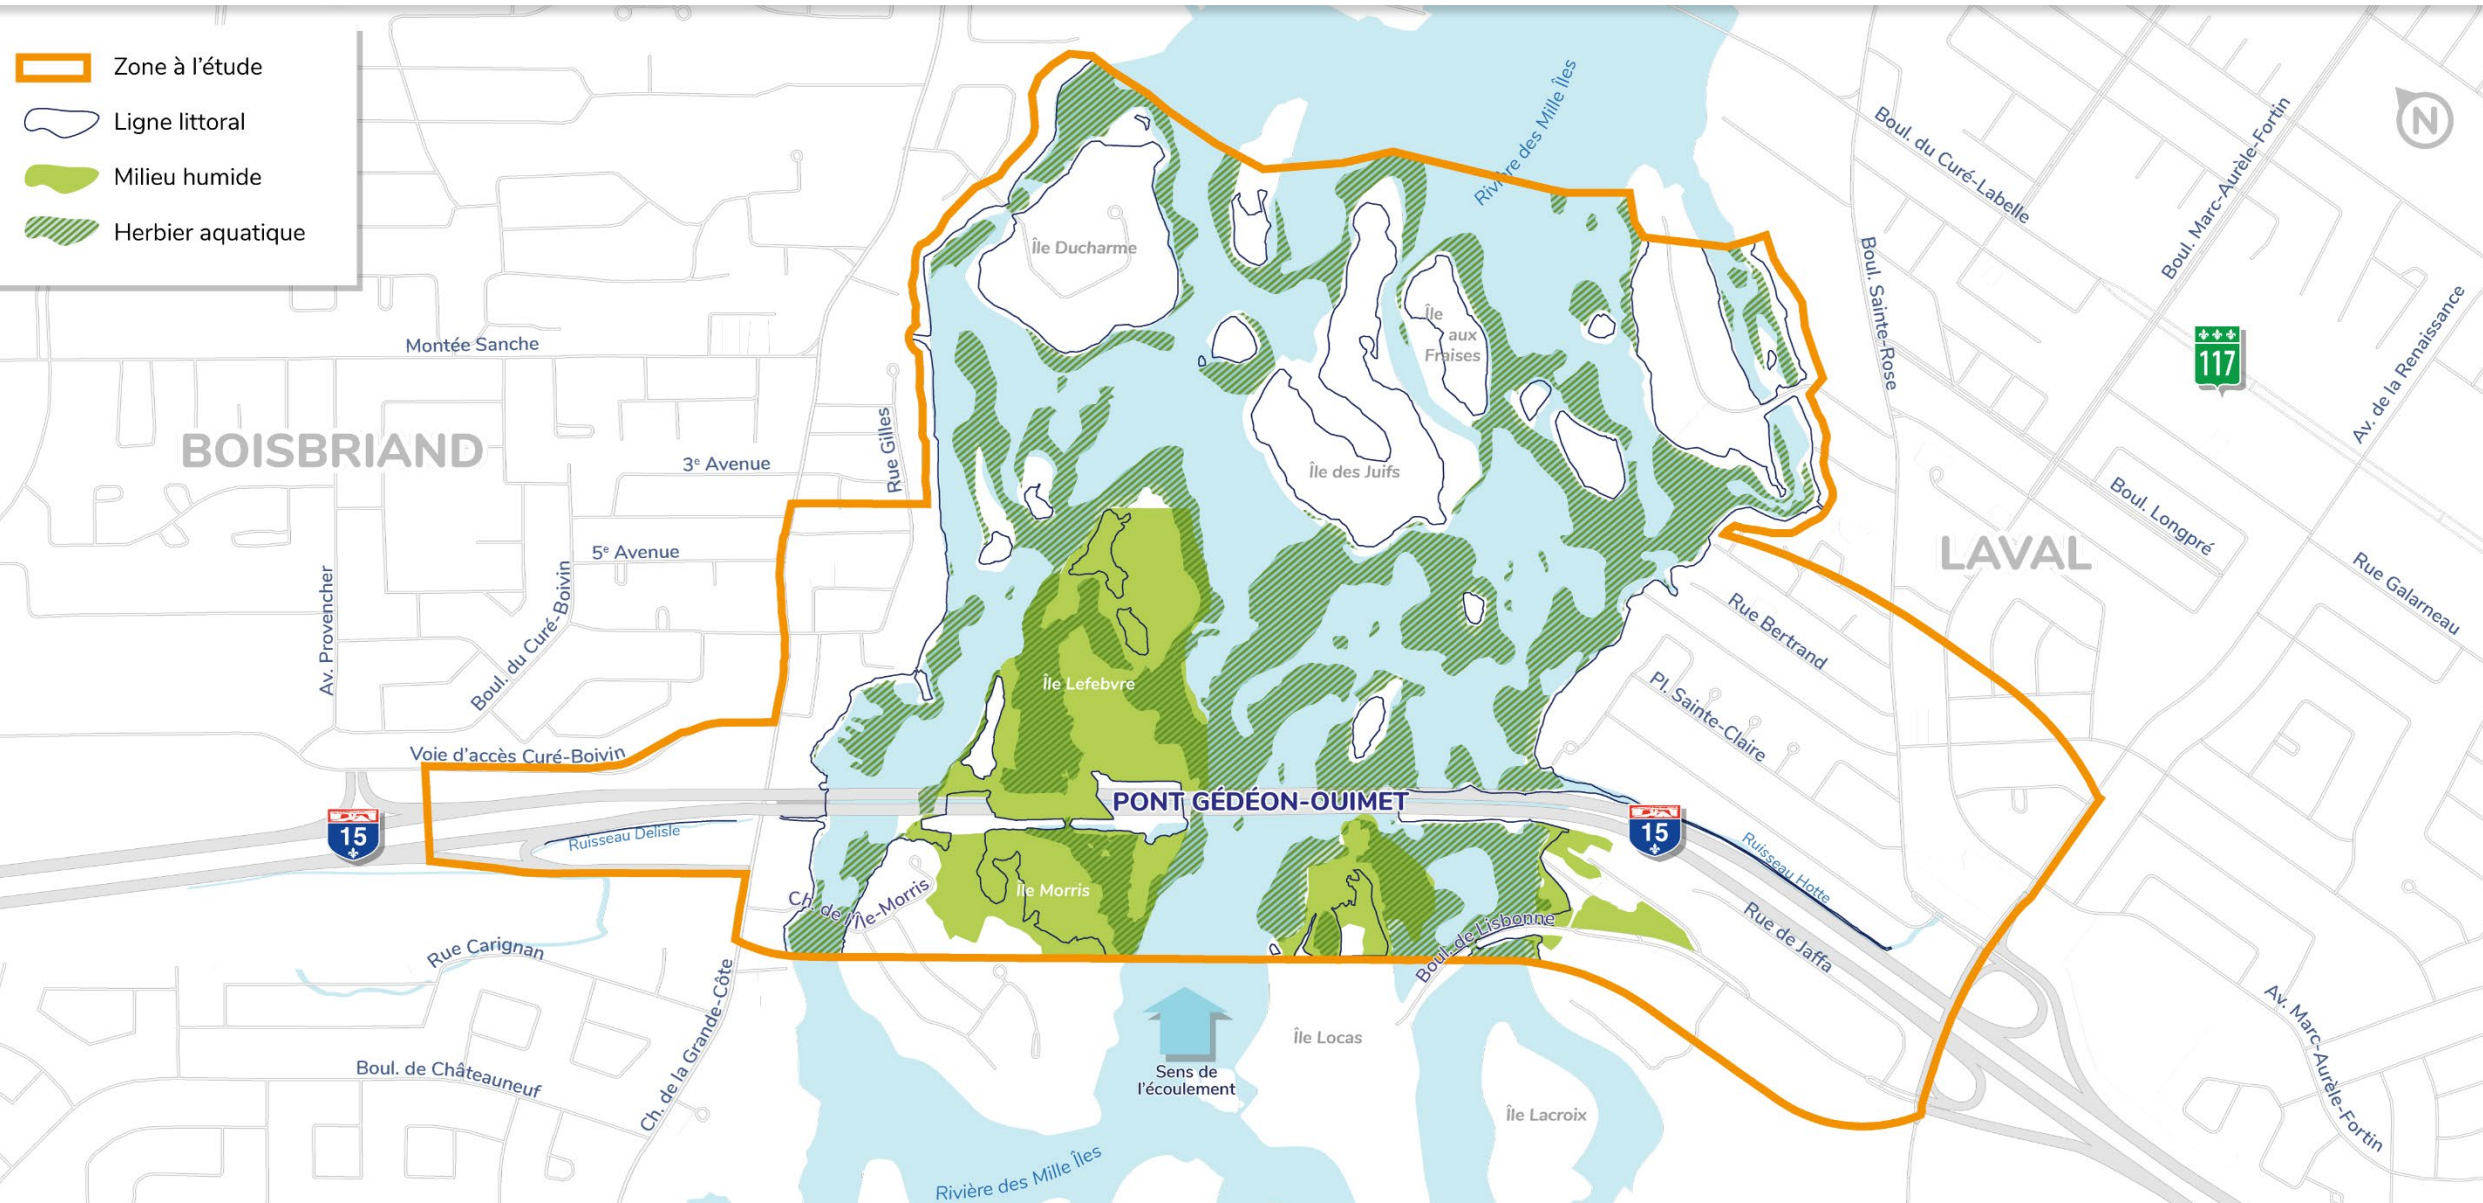 Zone à l'étude
Ligne littoral
Milieu humide
Herbier aquatique
Rivière des Mille Îles
Boul. du Curé-Labelle
Boul. Marc-Aurèle-Fortin
N
Île Ducharme
Boul. Sainte-Rose
117
Av. de la Renaissance
Montée Sanche
Île
aux
Fraises
BOISBRIAND
Rue Gilles
3e Avenue
Île des Juifs
Boul. Longpré
5e Avenue
LAVAL
Rue Galarneau
Av. Provencher
Boul. du Curé-Boivin
Rue Bertrand
Île Lefebvre
Pl. Sainte-Claire
Voie d'accès Curé-Boivin
PONT GÉDÉON-OUIMET
15
Ruisseau Delisle
15
Ruisseau Hotte
Ch. de l'Île-Morris
Île Morris
Boul. de Lisbonne
Rue de Jaffa
Rue Carignan
Ch. de la Grande-Côte
Av. Marc-Aurèle-Fortin
Île Locas
Boul. de Châteauneuf
Sens de
l'écoulement
Île Lacroix
Rivière des Mille Îles